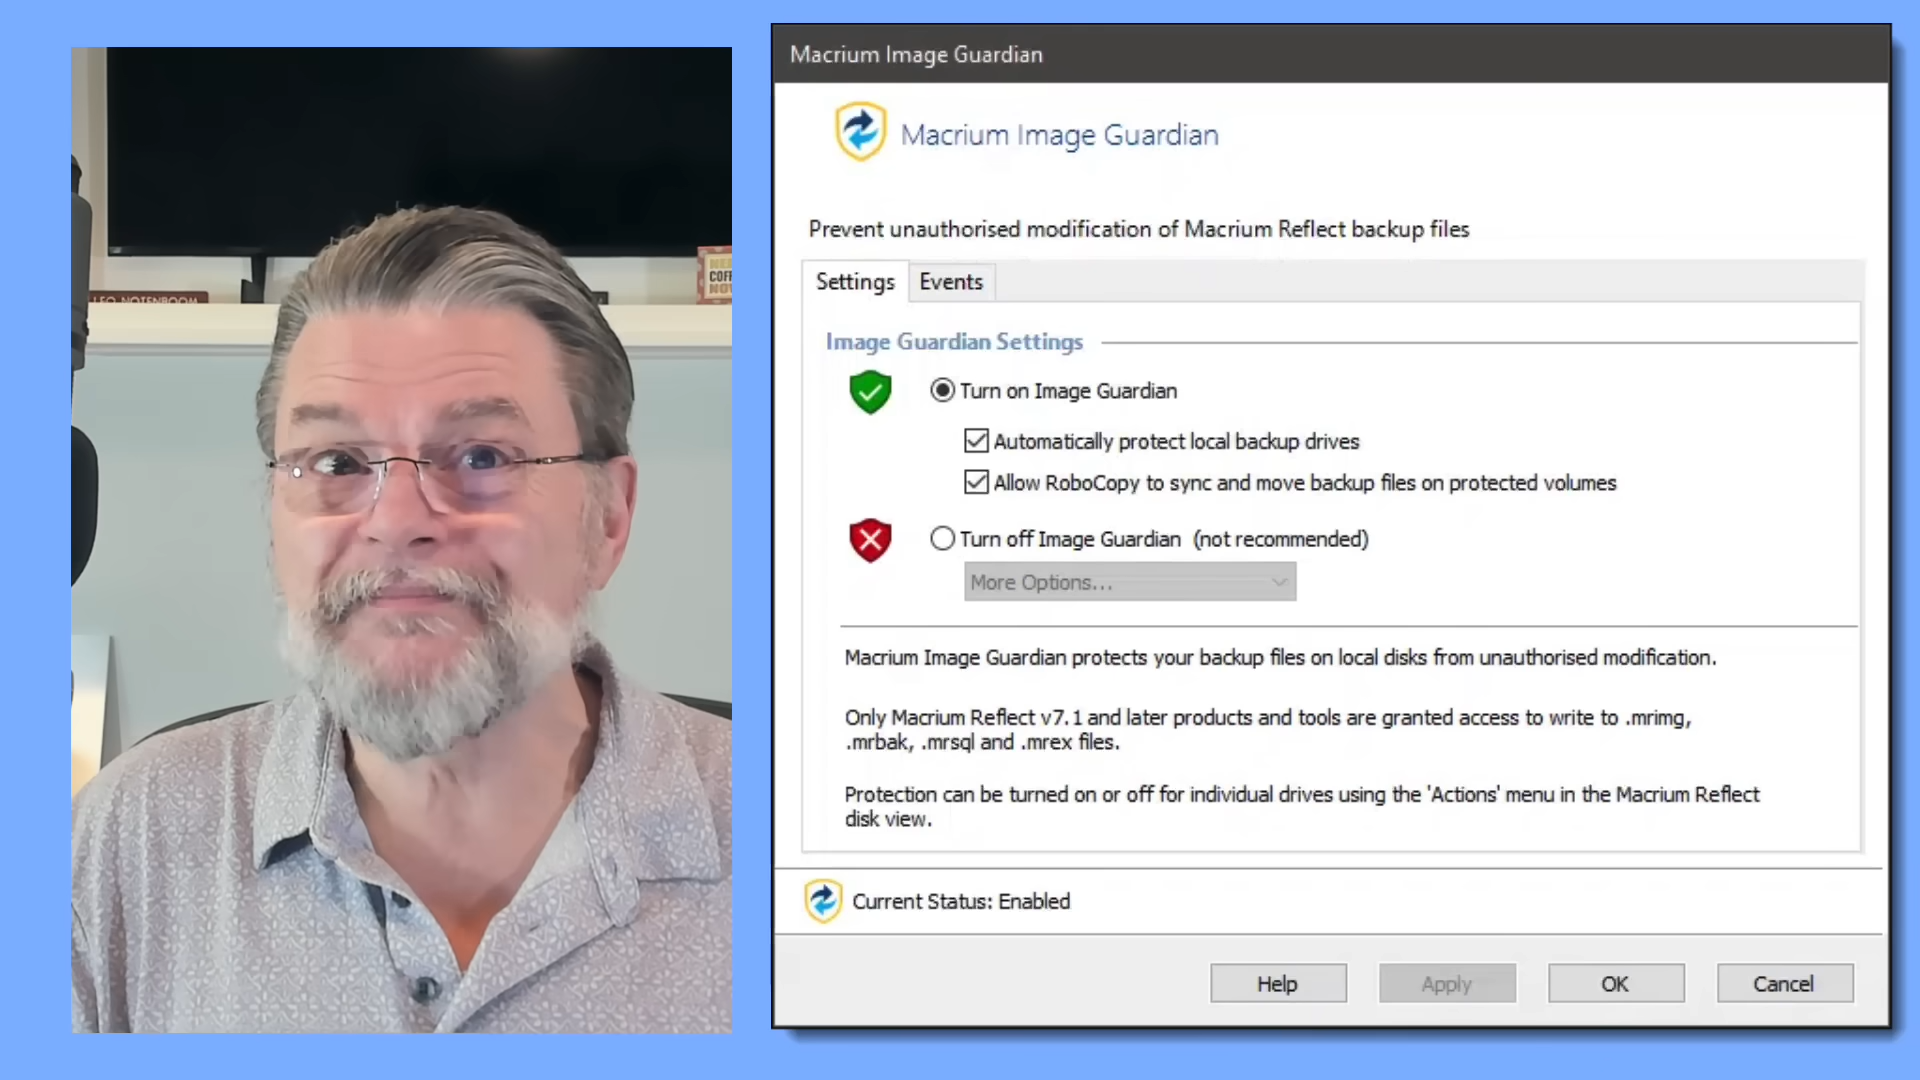 LEO NOTENBOOM
NEED
COFFEE
NOW
Macrium Image Guardian
Macrium Image Guardian
Prevent unauthorised modification of Macrium Reflect backup files
Settings Events
Image Guardian Settings
Turn on Image Guardian
Automatically protect local backup drives
Allow RoboCopy to sync and move backup files on protected volumes
Turn off Image Guardian (not recommended)
More Options...
Macrium Image Guardian protects your backup files on local disks from unauthorised modification.
Only Macrium Reflect v7.1 and later products and tools are granted access to write to .mrimg,
.mrbak, .mrsql and .mrex files.
Protection can be turned on or off for individual drives using the 'Actions' menu in the Macrium Reflect
disk view.
Current Status: Enabled
Help Apply OK Cancel